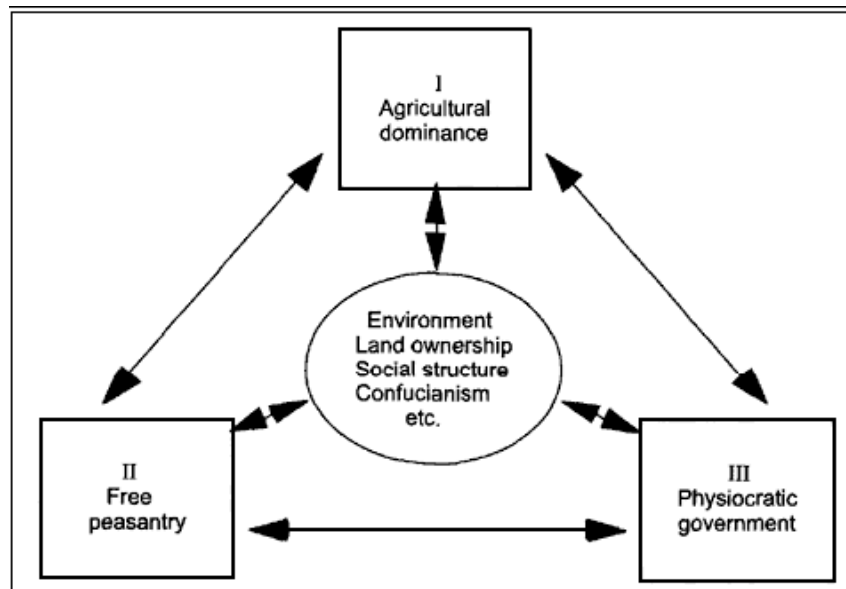 I
Agricultural
dominance
Environment
Land ownership
Social structure
Confucianism
etc.
II
Free
peasantry
III
Physiocratic
government